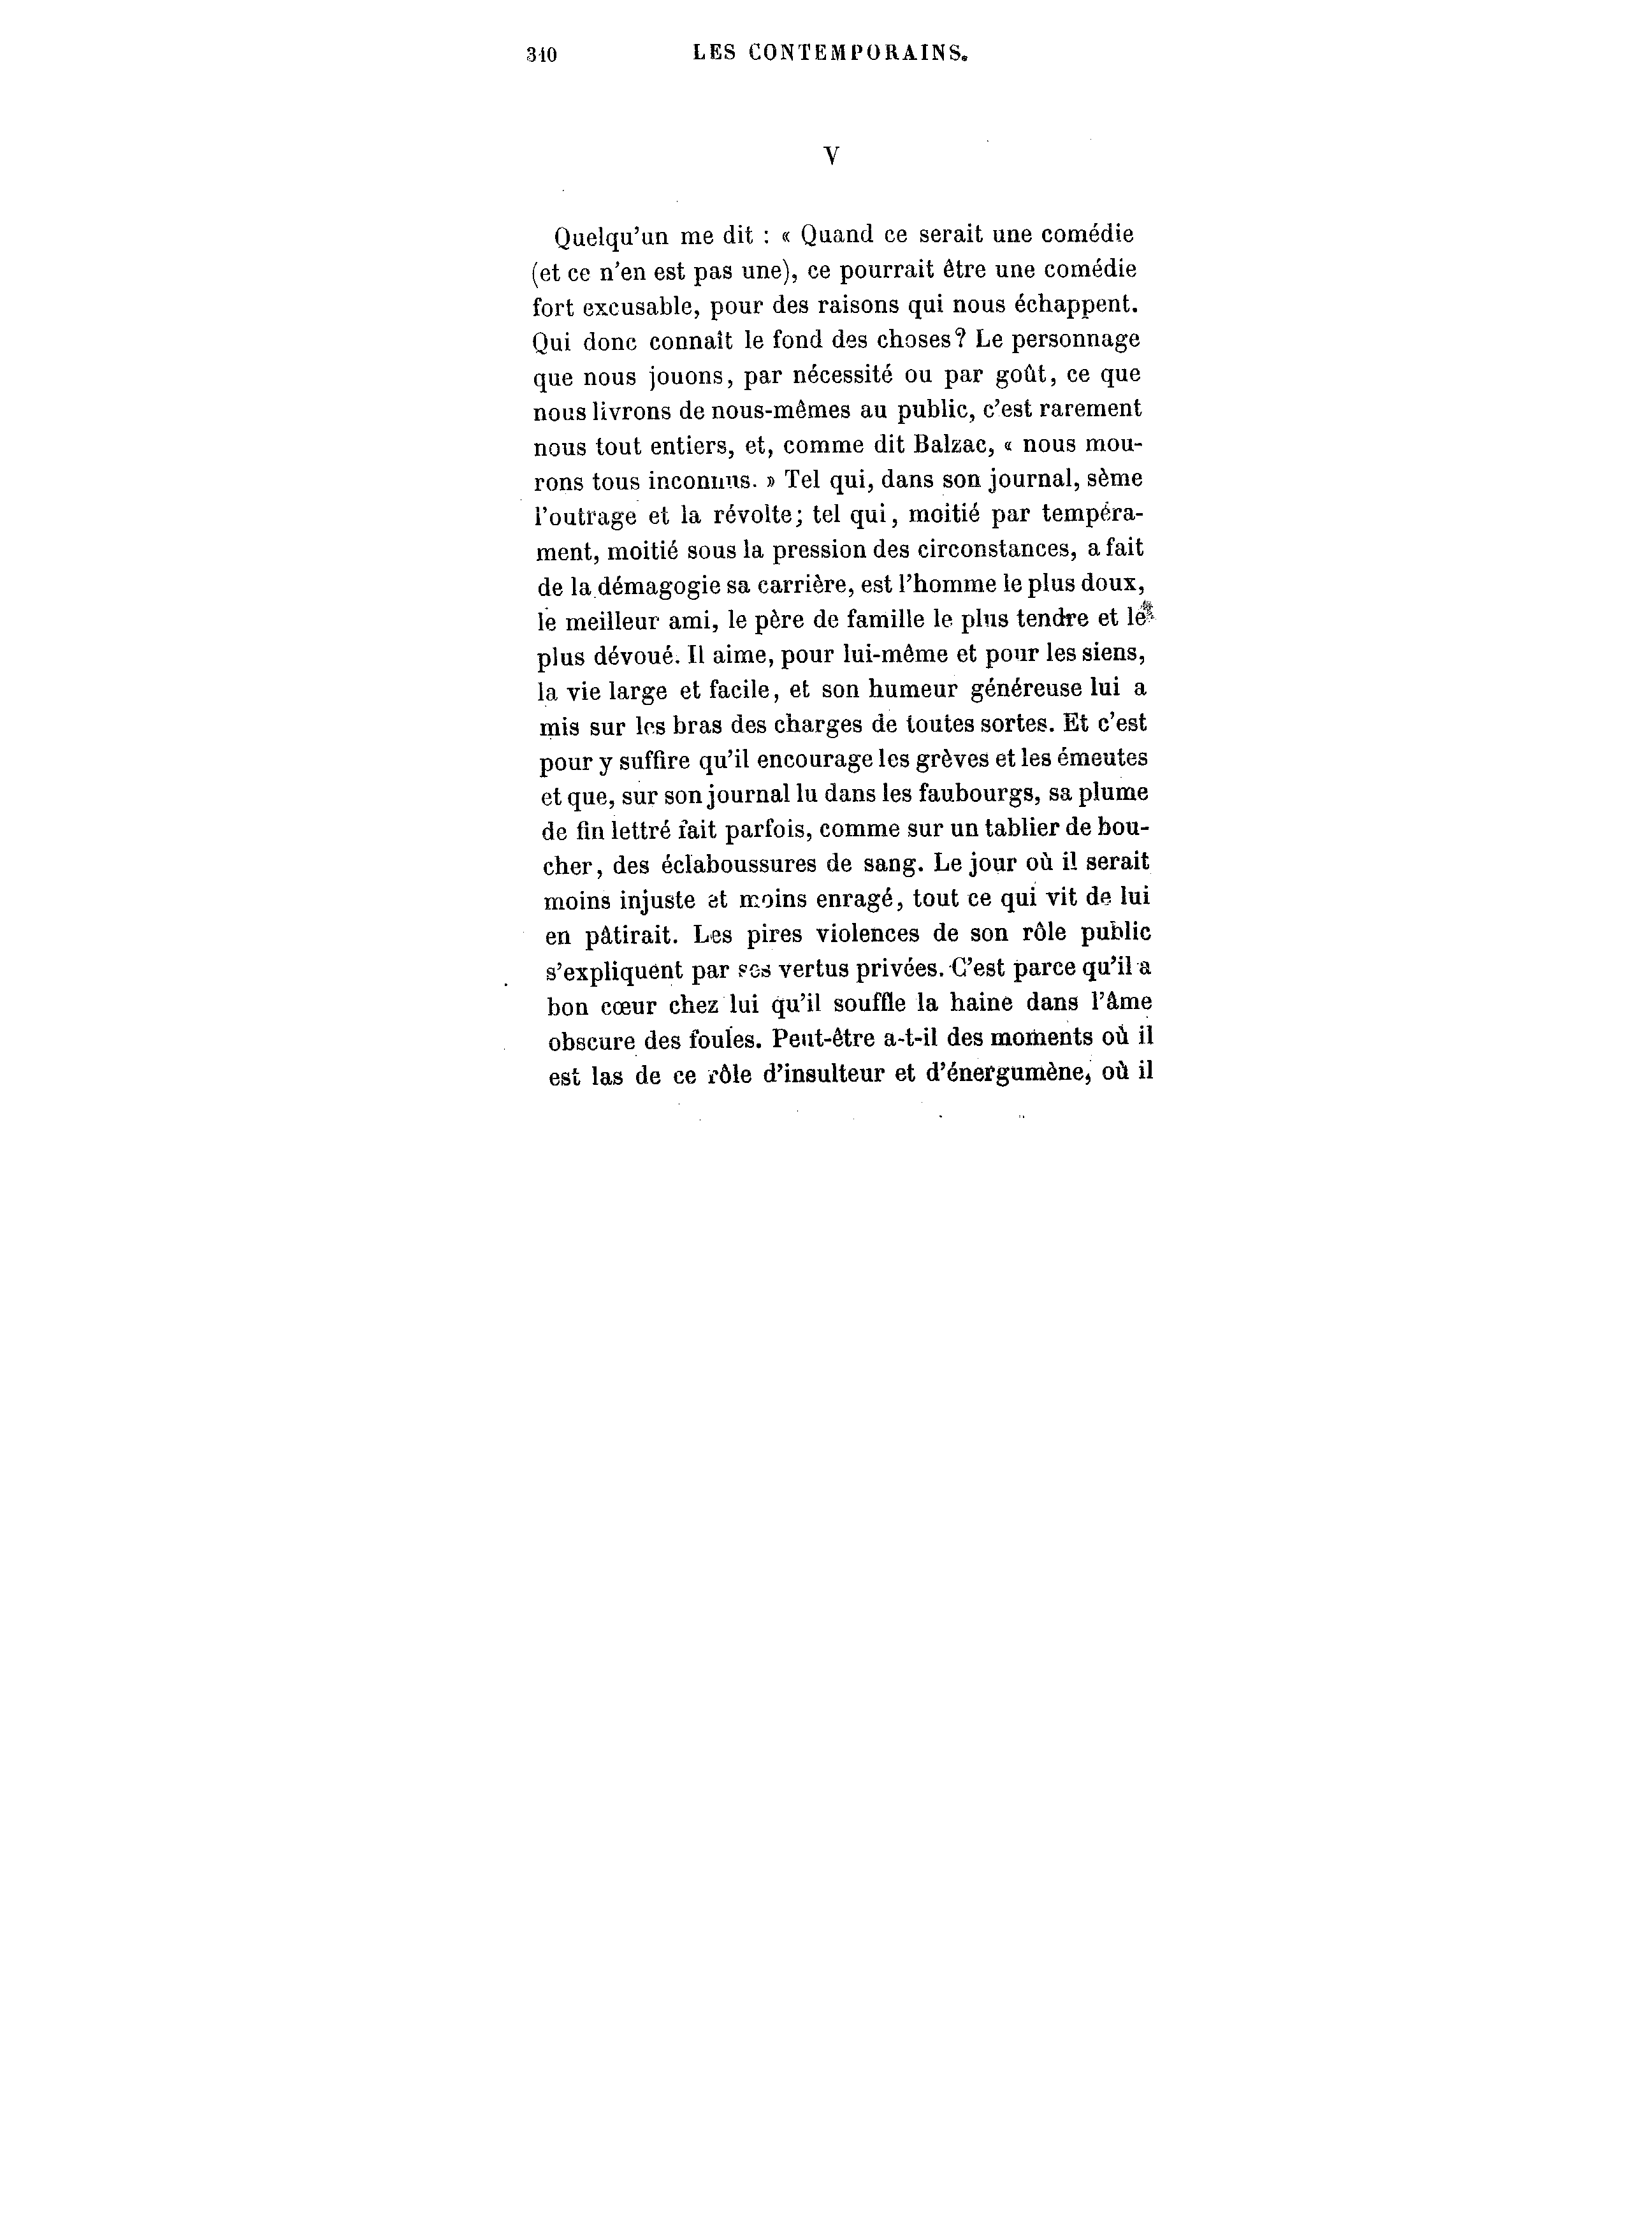 310 LES CONTEMPORAINS.
V
Quelqu'un me dit : « Quand ce serait une comédie
(et ce n'en est pas une), ce pourrait être une comédie
fort excusable, pour des raisons qui nous échappent.
Qui donc connaît le fond des choses? Le personnage
que nous jouons, par nécessité ou par goût, ce que
nous livrons de nous-mêmes au public, c'est rarement
nous tout entiers, et, comme dit Balzac, « nous mou-
rons tous inconnus. » Tel qui, dans son journal, sème
l'outrage et la révolte; tel qui, moitié par tempéra-
ment, moitié sous la pression des circonstances, a fait
de la démagogie sa carrière, est l'homme le plus doux,
le meilleur ami, le père de famille le plus tendre et le
plus dévoué. Il aime, pour lui-même et pour les siens,
la vie large et facile, et son humeur généreuse lui a
mis sur les bras des charges de toutes sortes. Et c'est
pour y suffire qu'il encourage les grèves et les émeutes
et que, sur son journal lu dans les faubourgs, sa plume
de fin lettré fait parfois, comme sur un tablier de bou-
cher, des éclaboussures de sang. Le jour où il serait
moins injuste et moins enragé, tout ce qui vit de lui
en pâtirait. Les pires violences de son rôle public
s'expliquent par ses vertus privées. C'est parce qu'il a
bon cœur chez lui qu'il souffle la haine dans l'âme
obscure des foules. Peut-être a-t-il des moments où il
est las de ce rôle d'insulteur et d'énergumène, où il